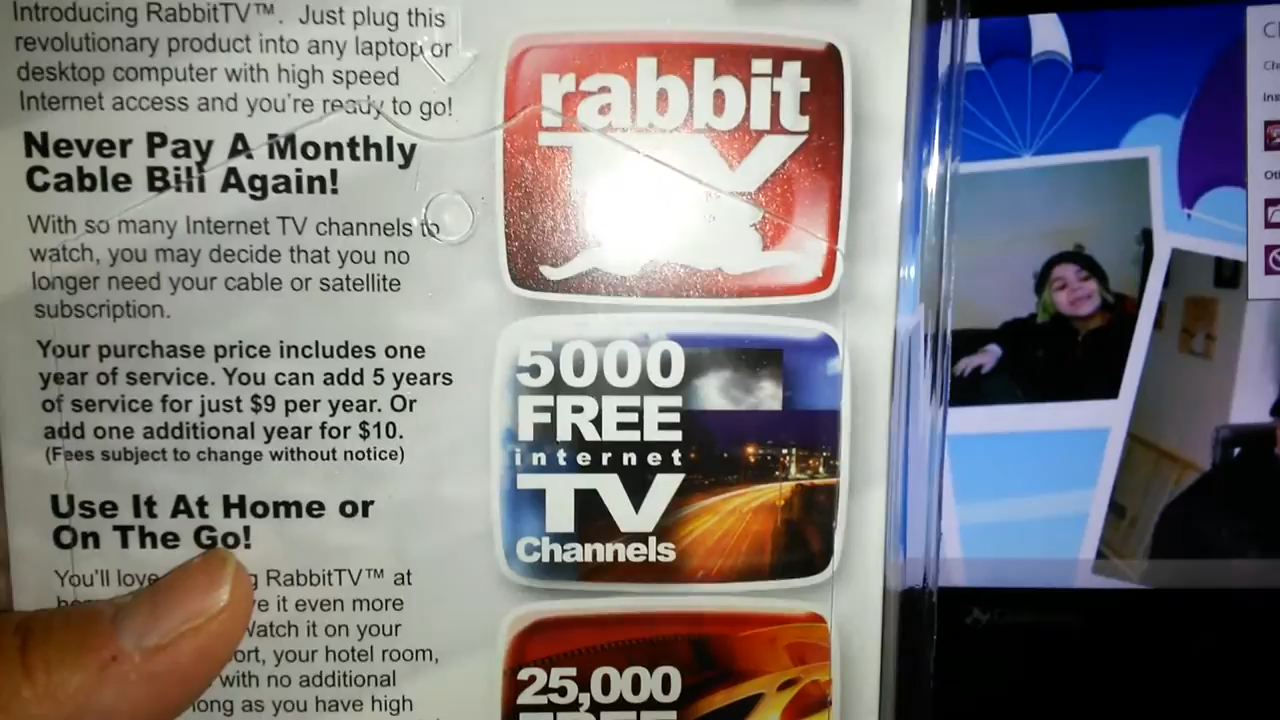 Introducing RabbitTV™. Just plug this
revolutionary product into any laptop or
desktop computer with high speed
Internet access and you're ready to go!
Never Pay A Monthly
Cable Bill Again!
With so many Internet TV channels to
watch, you may decide that you no
longer need your cable or satellite
subscription.
Your purchase price includes one
year of service. You can add 5 years
of service for just $9 per year. Or
add one additional year for $10.
(Fees subject to change without notice)
Use It At Home or
On The Go!
You'll love RabbitTV™ at
it even more
Watch it on your
your hotel room,
with no additional
as you have high
rabbit
TV
5000
FREE
internet
TV
Channels
25,000
FREE